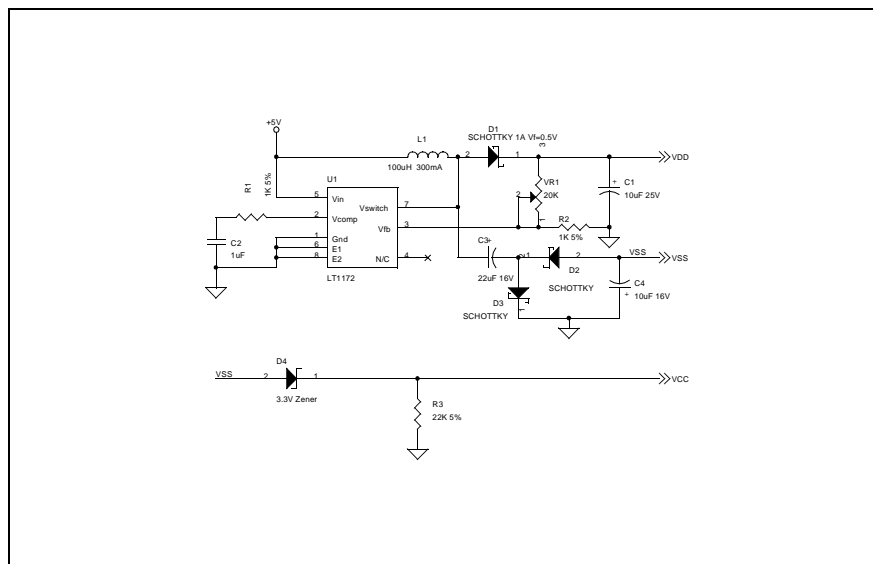 +5V
L1
100uH 300mA
D1
SCHOTTKY 1A Vf=0.5V
2
1
3
VDD
R1
1K 5%
U1
5
Vin
Vswitch
7
2
Vcomp
Vfb
3
1
Gnd
6
E1
8
E2
N/C
4
LT1172
C2
1uF
2
VR1
20K
1
C1
+
10uF 25V
R2
1K 5%
C3
+
22uF 16V
1
2
D2
SCHOTTKY
VSS
VSS
D3
SCHOTTKY
1
C4
+
10uF 16V
D4
VSS
2
1
3.3V Zener
VCC
R3
22K 5%